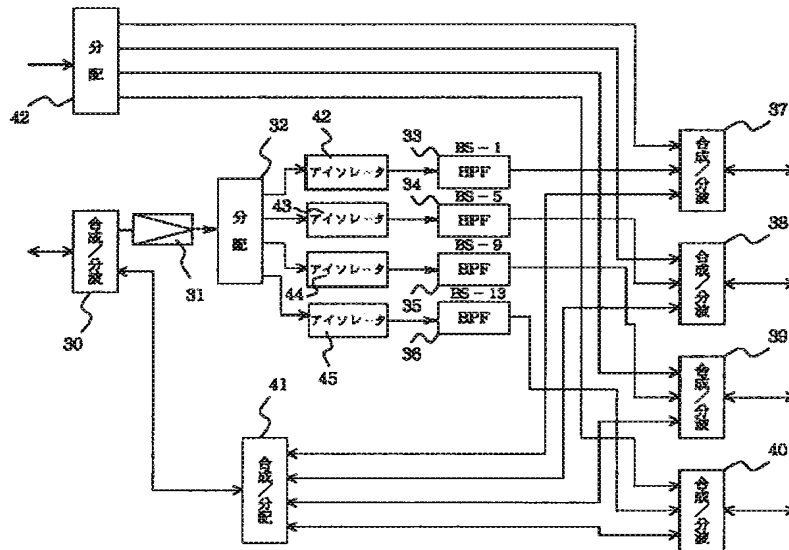 分配
42
32
分配
42
アイソレータ
33
BS-1
BPF
37
合成/分波
43
アイソレータ
34
BS-5
BPF
合成/分波
30
31
44
アイソレータ
35
BS-9
BPF
38
合成/分波
45
アイソレータ
36
BS-13
BPF
39
合成/分波
41
合成/分配
40
合成/分波